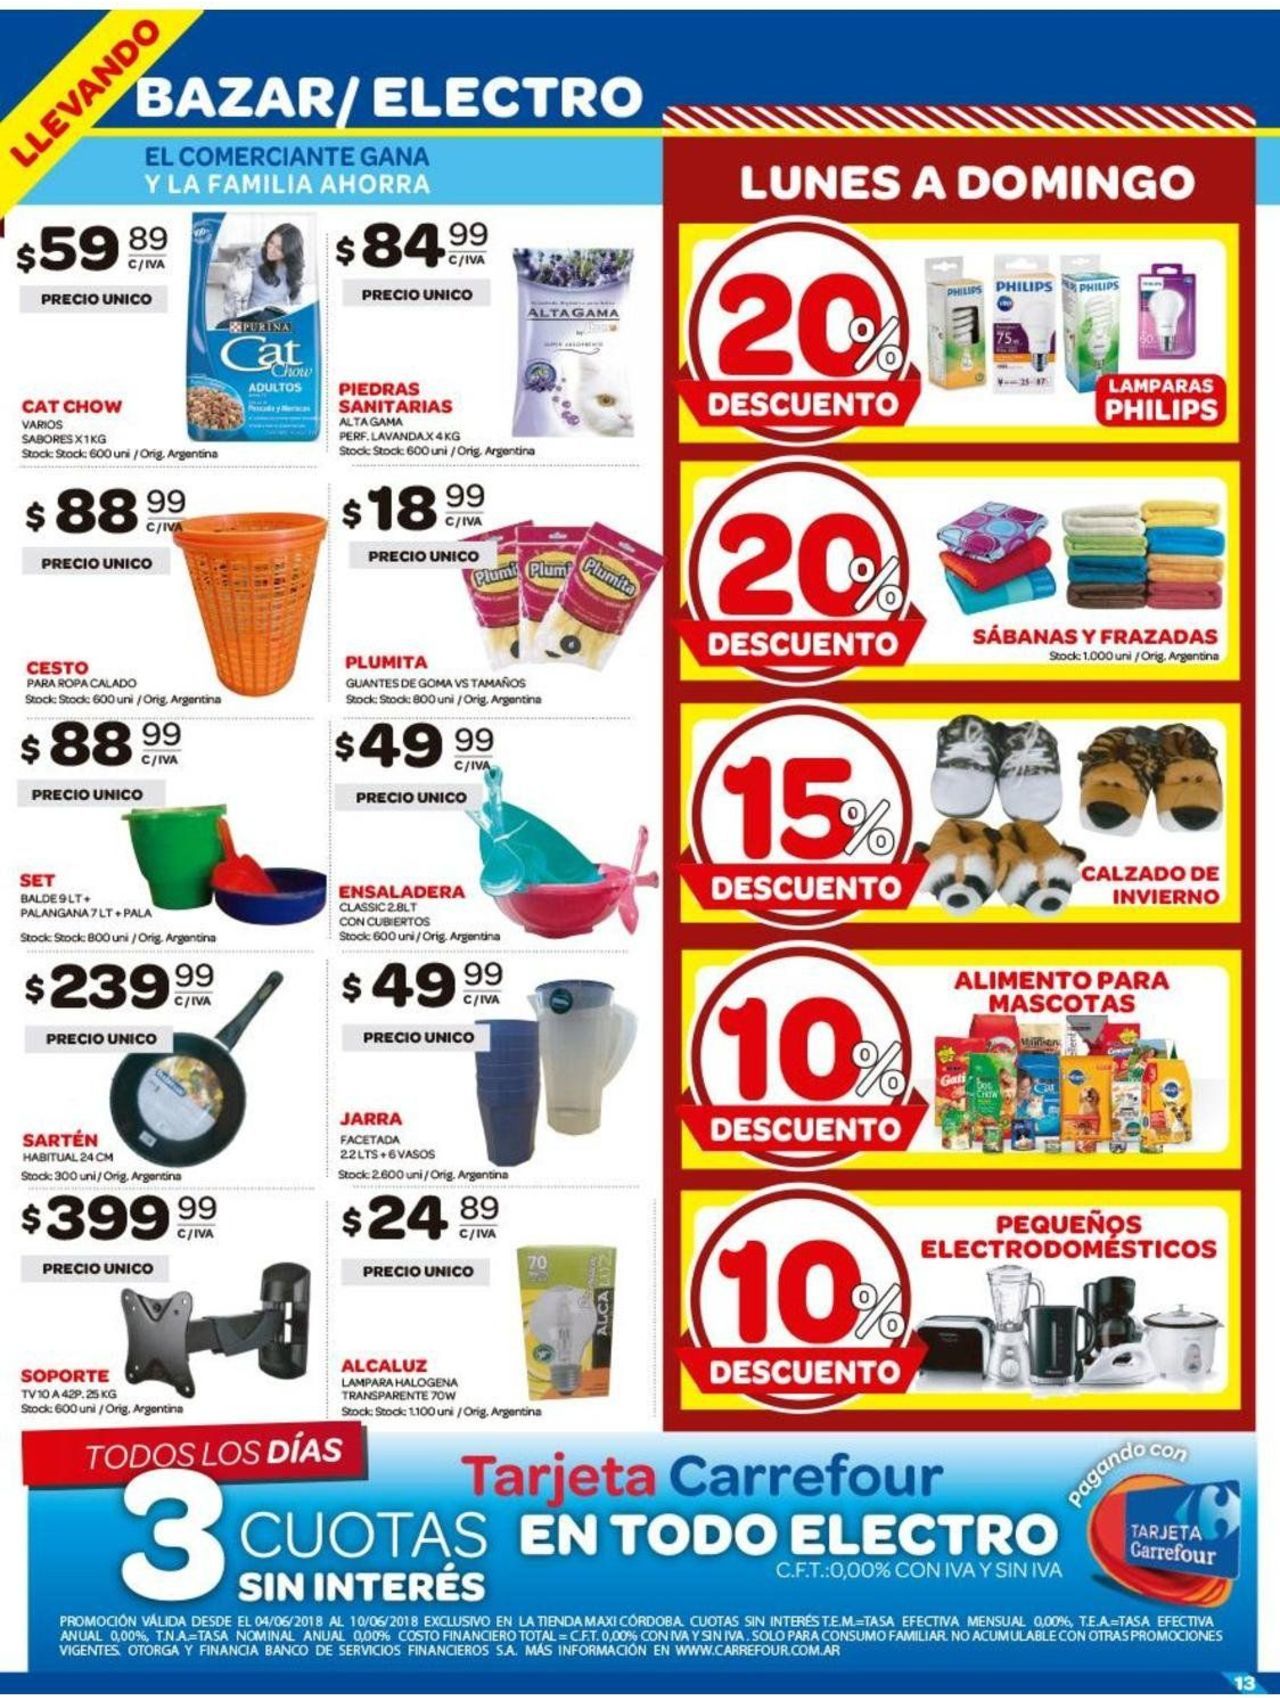 LLEVANDO
BAZAR/ ELECTRO
EL COMERCIANTE GANA
Y LA FAMILIA AHORRA
$59 89
C/IVA
PRECIO UNICO
PURINA
Cat
Chow
ADULTOS
CAT CHOW
VARIOS
SABORES X 1 KG
Stock: Stock: 600 uni / Orig. Argentina
$84 99
C/IVA
PRECIO UNICO
ALTAGAMA
PIEDRAS
SANITARIAS
ALTA GAMA
PERF. LAVANDA X 4 KG
Stock: Stock: 600 uni / Orig. Argentina
$88 99
C/IVA
PRECIO UNICO
CESTO
PARA ROPA CALADO
Stock: Stock: 600 uni / Orig. Argentina
$18 99
C/IVA
PRECIO UNICO
Plumita
PLUMITA
GUANTES DE GOMA VS TAMAÑOS
Stock: Stock: 800 uni / Orig. Argentina
$88 99
C/IVA
PRECIO UNICO
SET
BALDE 9 LT +
PALANGANA 7 LT + PALA
Stock: Stock: 800 uni / Orig. Argentina
$49 99
C/IVA
PRECIO UNICO
ENSALADERA
CLASSIC 2.8LT
CON CUBIERTOS
Stock: 600 uni / Orig. Argentina
$239 99
C/IVA
PRECIO UNICO
SARTÉN
HABITUAL 24 CM
Stock: 300 uni / Orig. Argentina
$49 99
C/IVA
PRECIO UNICO
JARRA
FACETADA
2.2 LTS + 6 VASOS
Stock: 2.600 uni / Orig. Argentina
$399 99
C/IVA
PRECIO UNICO
SOPORTE
TV 10 A 42P. 25 KG
Stock: 600 uni / Orig. Argentina
$24 89
C/IVA
PRECIO UNICO
70
ALCALUZ
ALCALUZ
LAMPARA HALOGENA
TRANSPARENTE 70W
Stock: Stock: 1.100 uni / Orig. Argentina
LUNES A DOMINGO
20%
DESCUENTO
PHILIPS
PHILIPS
PHILIPS
PHILIPS
75
LAMPARAS
PHILIPS
20%
DESCUENTO
SÁBANAS Y FRAZADAS
Stock: 1.000 uni / Orig. Argentina
15%
DESCUENTO
CALZADO DE
INVIERNO
10%
DESCUENTO
ALIMENTO PARA
MASCOTAS
10%
DESCUENTO
PEQUEÑOS
ELECTRODOMÉSTICOS
TODOS LOS DÍAS
3 CUOTAS
SIN INTERÉS
Tarjeta Carrefour
EN TODO ELECTRO
C.F.T.:0,00% CON IVA Y SIN IVA
Pagando con
TARJETA
Carrefour
PROMOCIÓN VÁLIDA DESDE EL 04/06/2018 AL 10/06/2018 EXCLUSIVO EN LA TIENDA MAXI CÓRDOBA. CUOTAS SIN INTERÉS T.E.M.=TASA EFECTIVA MENSUAL 0,00%, T.E.A.=TASA EFECTIVA
ANUAL 0,00%, T.N.A.=TASA NOMINAL ANUAL 0,00% COSTO FINANCIERO TOTAL = C.F.T. 0,00% CON IVA Y SIN IVA. SOLO PARA CONSUMO FAMILIAR. NO ACUMULABLE CON OTRAS PROMOCIONES
VIGENTES. OTORGA Y FINANCIA BANCO DE SERVICIOS FINANCIEROS S.A. MÁS INFORMACIÓN EN WWW.CARREFOUR.COM.AR
13